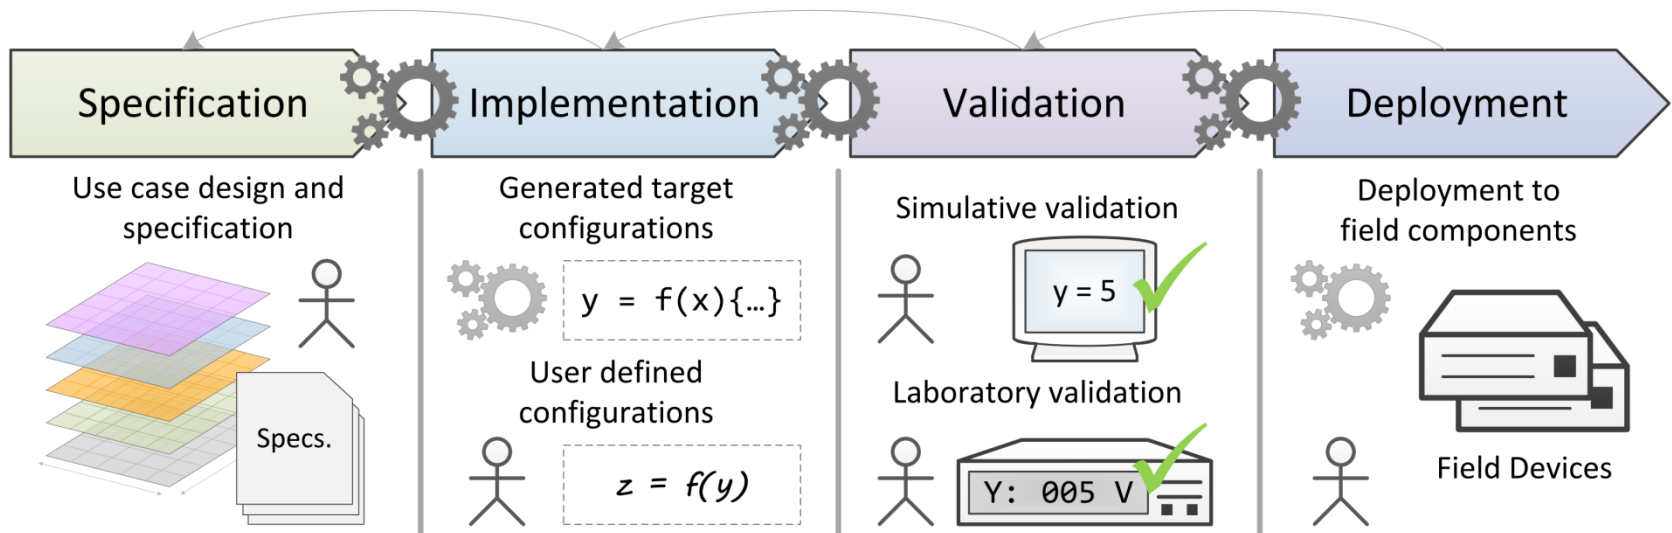 Specification
Implementation
Validation
Deployment
Use case design and
specification
Specs.
Generated target
configurations
y = f(x){…}
User defined
configurations
z = f(y)
Simulative validation
y = 5
Laboratory validation
Y: 005 V
Deployment to
field components
Field Devices